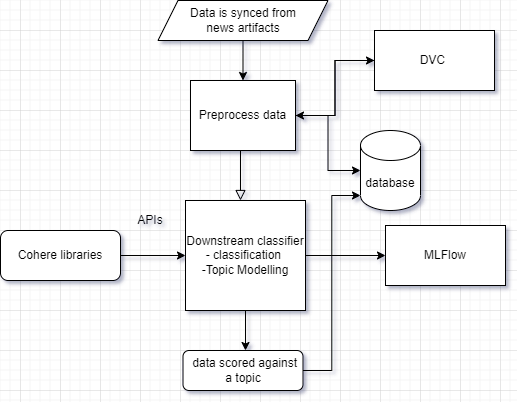 Data is synced from
news artifacts
DVC
Preprocess data
database
APIs
Cohere libraries
Downstream classifier
- classification
-Topic Modelling
MLFlow
data scored against
a topic